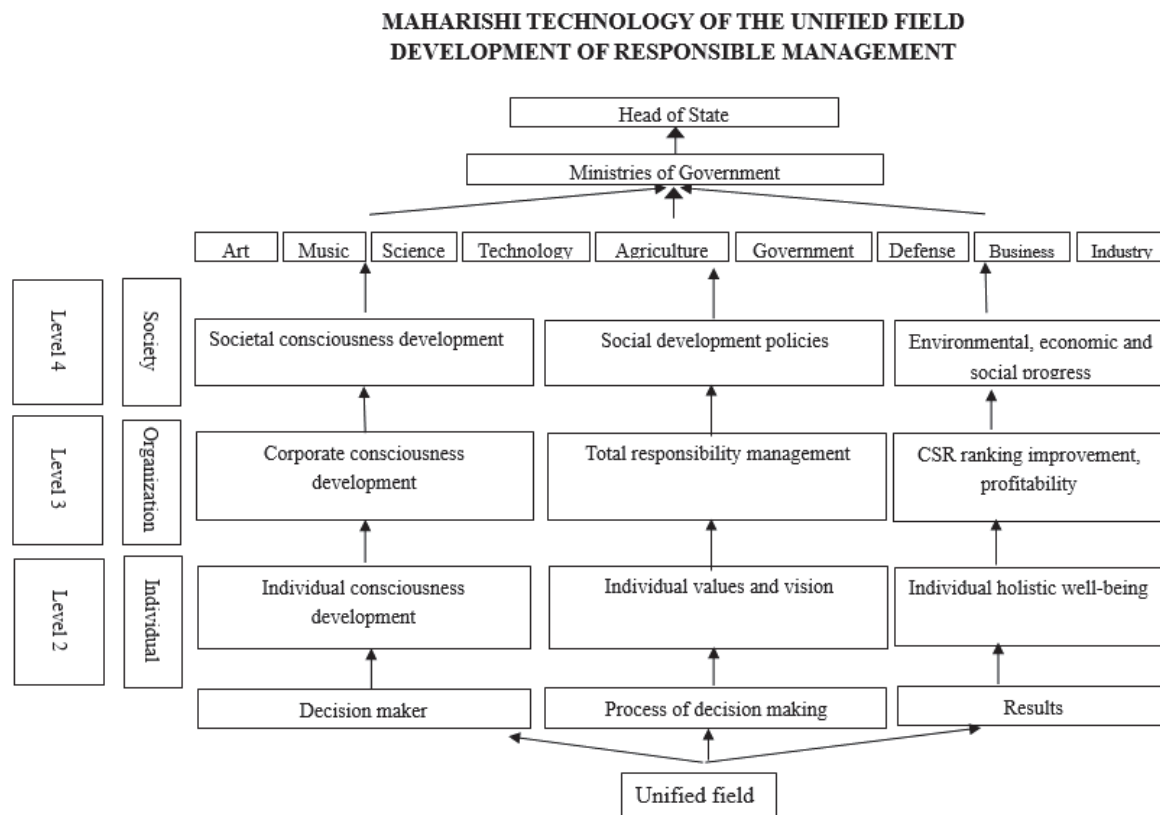 MAHARISHI TECHNOLOGY OF THE UNIFIED FIELD
DEVELOPMENT OF RESPONSIBLE MANAGEMENT
Head of State
Ministries of Government
Art
Music
Science
Technology
Agriculture
Government
Defense
Business
Industry
Level 4
Society
Societal consciousness development
Social development policies
Environmental, economic and
social progress
Level 3
Organization
Corporate consciousness
development
Total responsibility management
CSR ranking improvement,
profitability
Level 2
Individual
Individual consciousness
development
Individual values and vision
Individual holistic well-being
Decision maker
Process of decision making
Results
Unified field